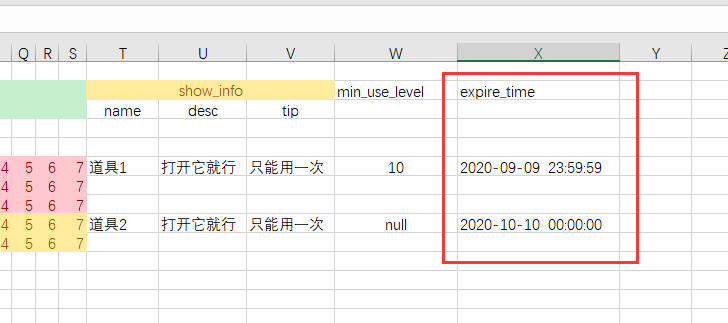 Q R S T U V W X Y Z
show_info min_use_level expire_time
name desc tip
4 5 6 7 道具1 打开它就行 只能用一次 10 2020-09-09 23:59:59
4 5 6 7
4 5 6 7
4 5 6 7 道具2 打开它就行 只能用一次 null 2020-10-10 00:00:00
4 5 6 7